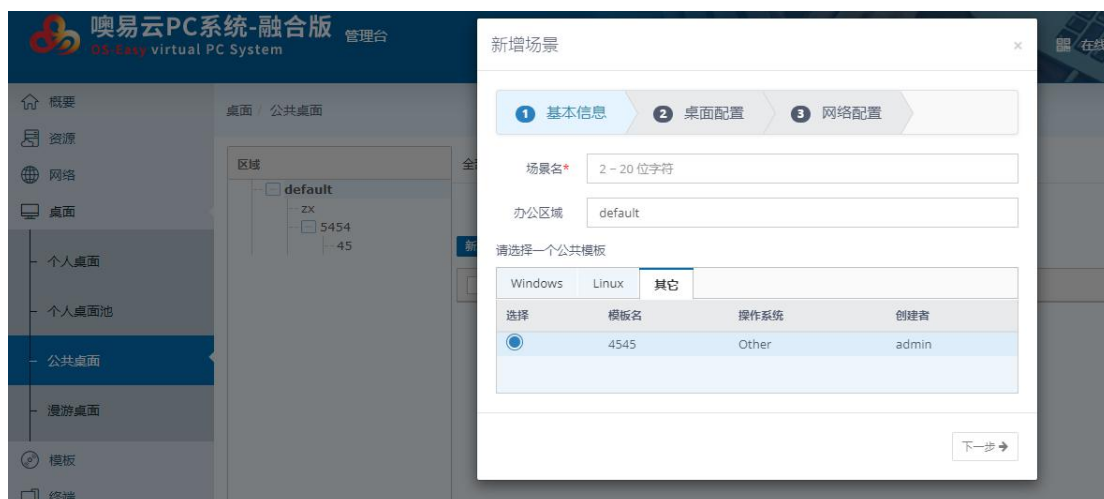 噢易云PC系统-融合版 管理台
OS-Easy virtual PC System
在线
概要
资源
网络
桌面
个人桌面
个人桌面池
公共桌面
漫游桌面
模板
终端
桌面 / 公共桌面
区域
default
zx
5454
45
全
新
新增场景
×
1 基本信息 2 桌面配置 3 网络配置
场景名* 2 – 20 位字符
办公区域 default
请选择一个公共模板
Windows Linux 其它
选择 模板名 操作系统 创建者
4545 Other admin
下一步